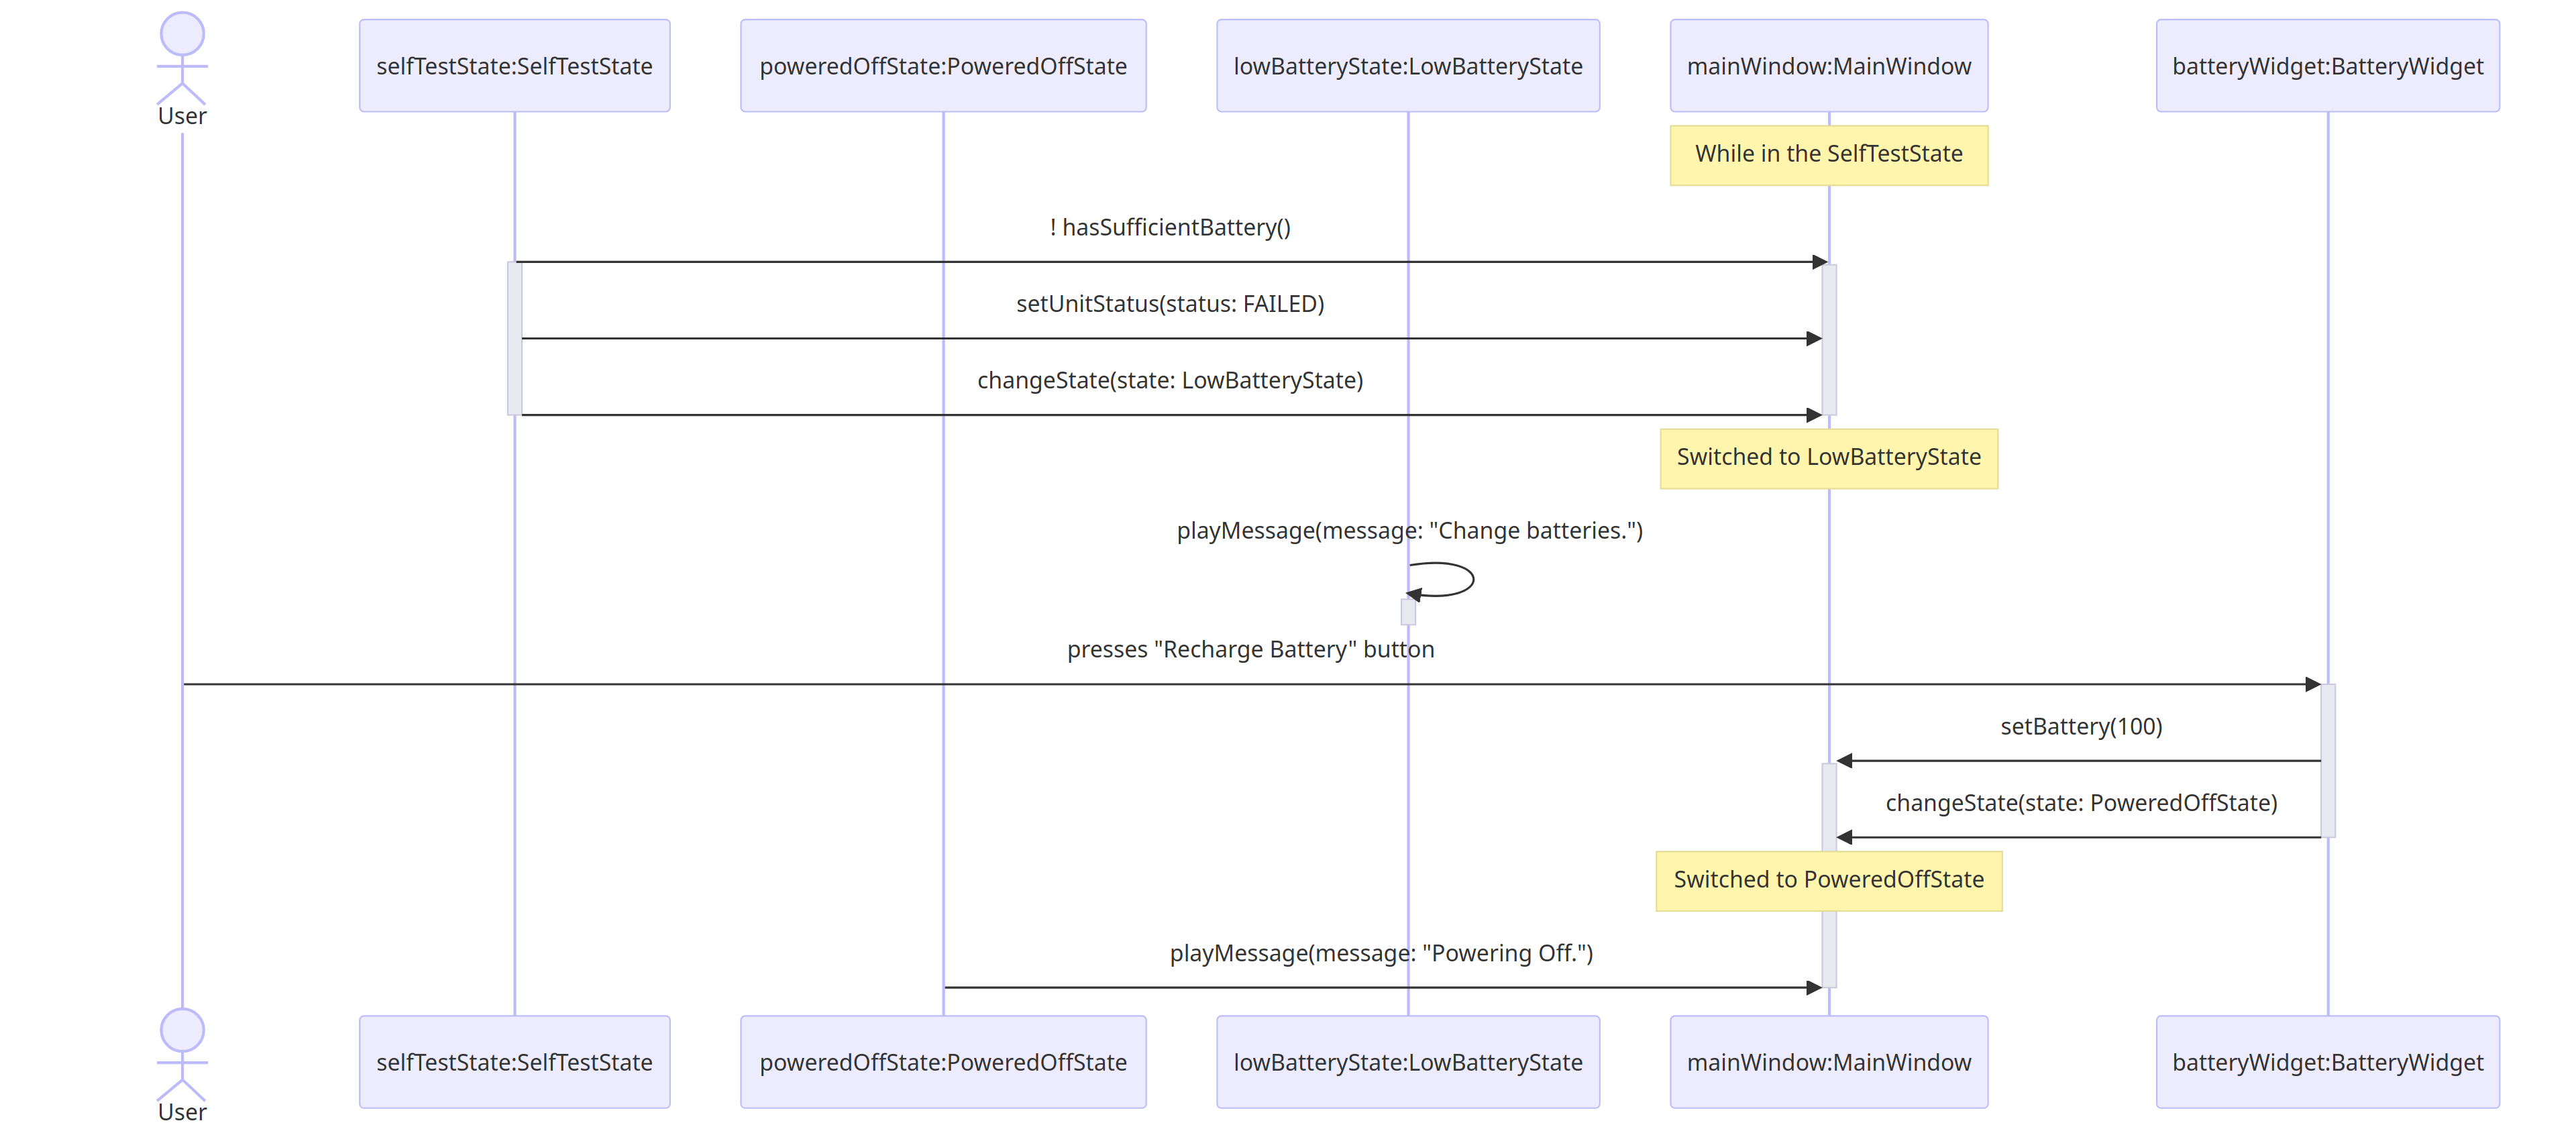 User
selfTestState:SelfTestState
poweredOffState:PoweredOffState
lowBatteryState:LowBatteryState
mainWindow:MainWindow
batteryWidget:BatteryWidget
While in the SelfTestState
! hasSufficientBattery()
setUnitStatus(status: FAILED)
changeState(state: LowBatteryState)
Switched to LowBatteryState
playMessage(message: "Change batteries.")
presses "Recharge Battery" button
setBattery(100)
changeState(state: PoweredOffState)
Switched to PoweredOffState
playMessage(message: "Powering Off.")
User
selfTestState:SelfTestState
poweredOffState:PoweredOffState
lowBatteryState:LowBatteryState
mainWindow:MainWindow
batteryWidget:BatteryWidget